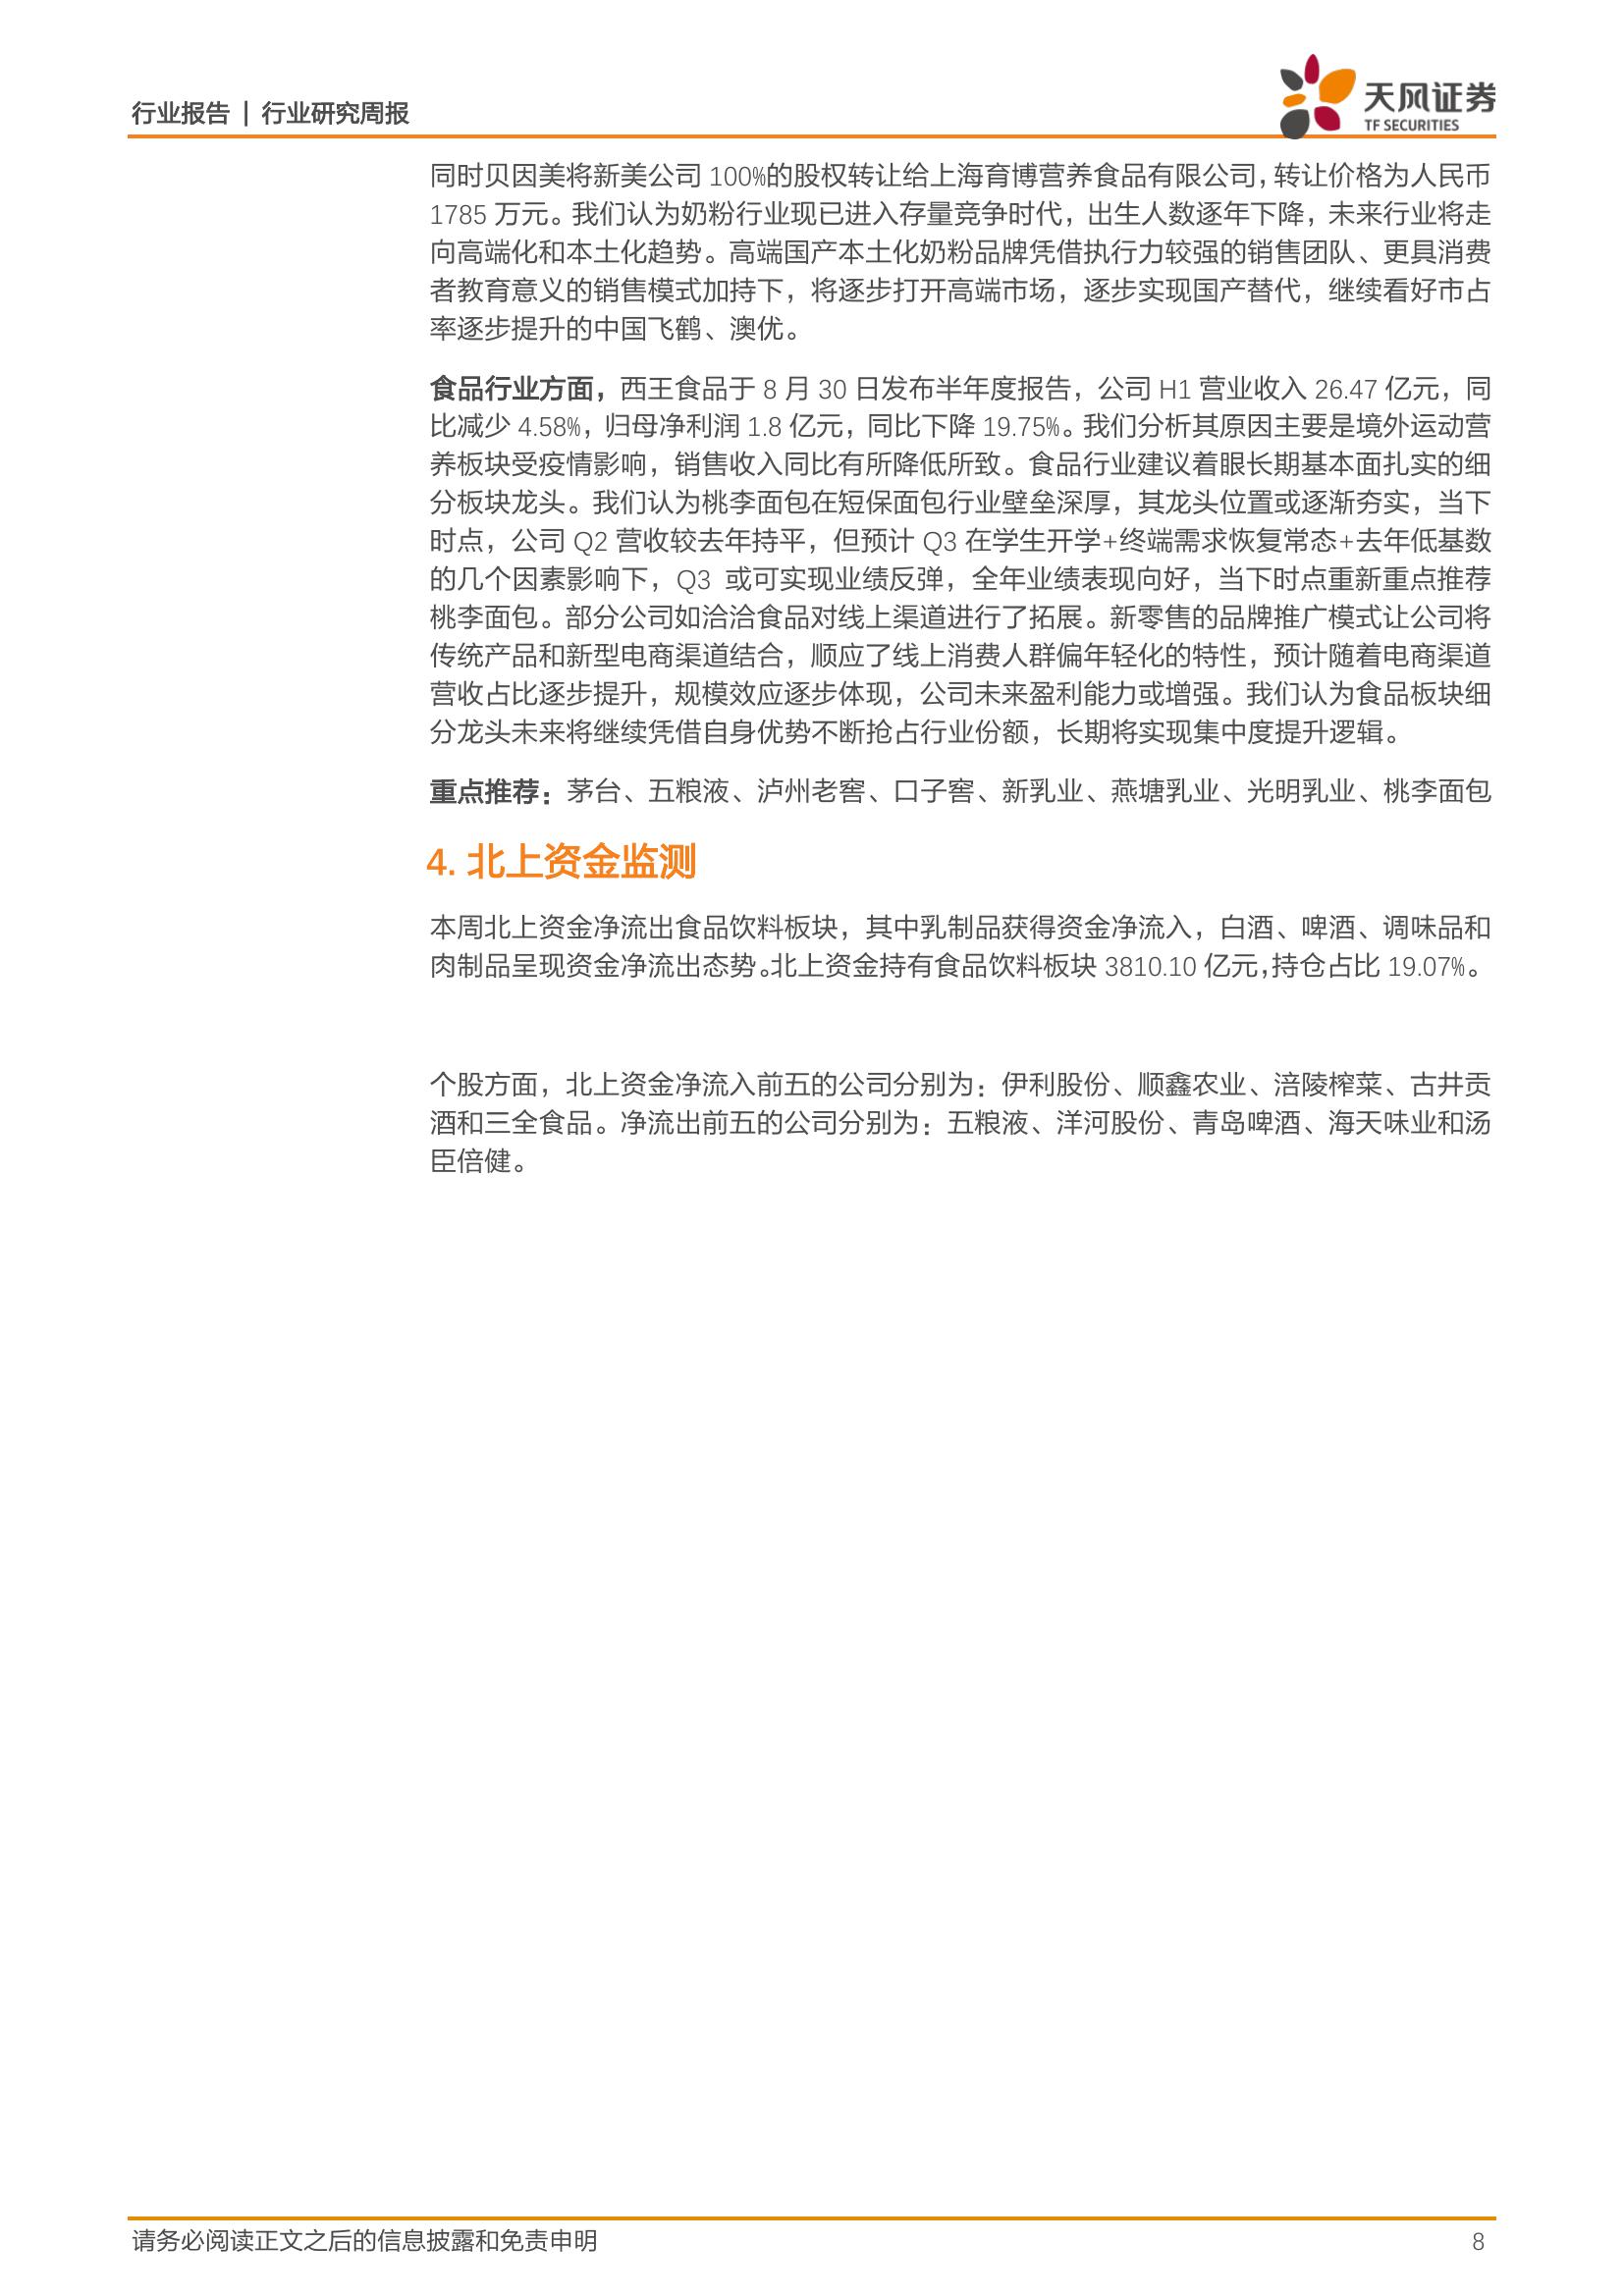 行业报告 | 行业研究周报
天风证券
TF SECURITIES
同时贝因美将新美公司 100%的股权转让给上海育博营养食品有限公司，转让价格为人民币
1785 万元。我们认为奶粉行业现已进入存量竞争时代，出生人数逐年下降，未来行业将走
向高端化和本土化趋势。高端国产本土化奶粉品牌凭借执行力较强的销售团队、更具消费
者教育意义的销售模式加持下，将逐步打开高端市场，逐步实现国产替代，继续看好市占
率逐步提升的中国飞鹤、澳优。
食品行业方面，西王食品于 8 月 30 日发布半年度报告，公司 H1 营业收入 26.47 亿元，同
比减少 4.58%，归母净利润 1.8 亿元，同比下降 19.75%。我们分析其原因主要是境外运动营
养板块受疫情影响，销售收入同比有所降低所致。食品行业建议着眼长期基本面扎实的细
分板块龙头。我们认为桃李面包在短保面包行业壁垒深厚，其龙头位置或逐渐夯实，当下
时点，公司 Q2 营收较去年持平，但预计 Q3 在学生开学+终端需求恢复常态+去年低基数
的几个因素影响下，Q3 或可实现业绩反弹，全年业绩表现向好，当下时点重新重点推荐
桃李面包。部分公司如洽洽食品对线上渠道进行了拓展。新零售的品牌推广模式让公司将
传统产品和新型电商渠道结合，顺应了线上消费人群偏年轻化的特性，预计随着电商渠道
营收占比逐步提升，规模效应逐步体现，公司未来盈利能力或增强。我们认为食品板块细
分龙头未来将继续凭借自身优势不断抢占行业份额，长期将实现集中度提升逻辑。
重点推荐：茅台、五粮液、泸州老窖、口子窖、新乳业、燕塘乳业、光明乳业、桃李面包
4. 北上资金监测
本周北上资金净流出食品饮料板块，其中乳制品获得资金净流入，白酒、啤酒、调味品和
肉制品呈现资金净流出态势。北上资金持有食品饮料板块 3810.10 亿元，持仓占比 19.07%。
个股方面，北上资金净流入前五的公司分别为：伊利股份、顺鑫农业、涪陵榨菜、古井贡
酒和三全食品。净流出前五的公司分别为：五粮液、洋河股份、青岛啤酒、海天味业和汤
臣倍健。
请务必阅读正文之后的信息披露和免责申明
8